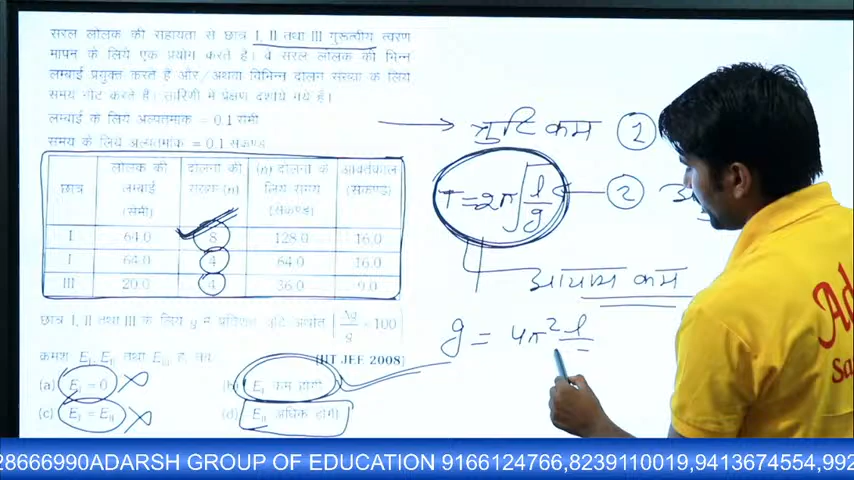 सरल लोलक की सहायता से छात्र I, II तथा III गुरुत्वीय त्वरण
मापन के लिये एक प्रयोग करते है। वे सरल लोलक की भिन्न
लम्बाई प्रयुक्त करते हैं और/अथवा विभिन्न दोलन संख्या के लिये
समय नोट करते हैं। सारिणी में प्रेक्षण दर्शाये गये हैं।
लम्बाई के लिये अल्पतमांक = 0.1 सेमी
समय के लिये अल्पतमांक = 0.1 सेकण्ड
छात्र लोलक की लम्बाई (सेमी) दोलनों की संख्या (n) (n) दोलनों के लिये समय (सेकण्ड) आवर्तकाल (सेकण्ड)
I 64.0 8 128.0 16.0
I 64.0 4 64.0 16.0
III 20.0 4 36.0 9.0
छात्र I, II तथा III के लिये g में प्रतिशत त्रुटि अर्थात् |Δg/g × 100|
क्रमशः E_I, E_II तथा E_III हो, तब
[IIT JEE 2008]
(a) E_I = 0 (b) E_I कम होगी
(c) E_I = E_II (d) E_II अधिक होगी
त्रुटि कम ①
T = 2π√(l/g) ②
कम
g = 4π² l
28666990ADARSH GROUP OF EDUCATION 9166124766,8239110019,9413674554,992
Ad
Sa